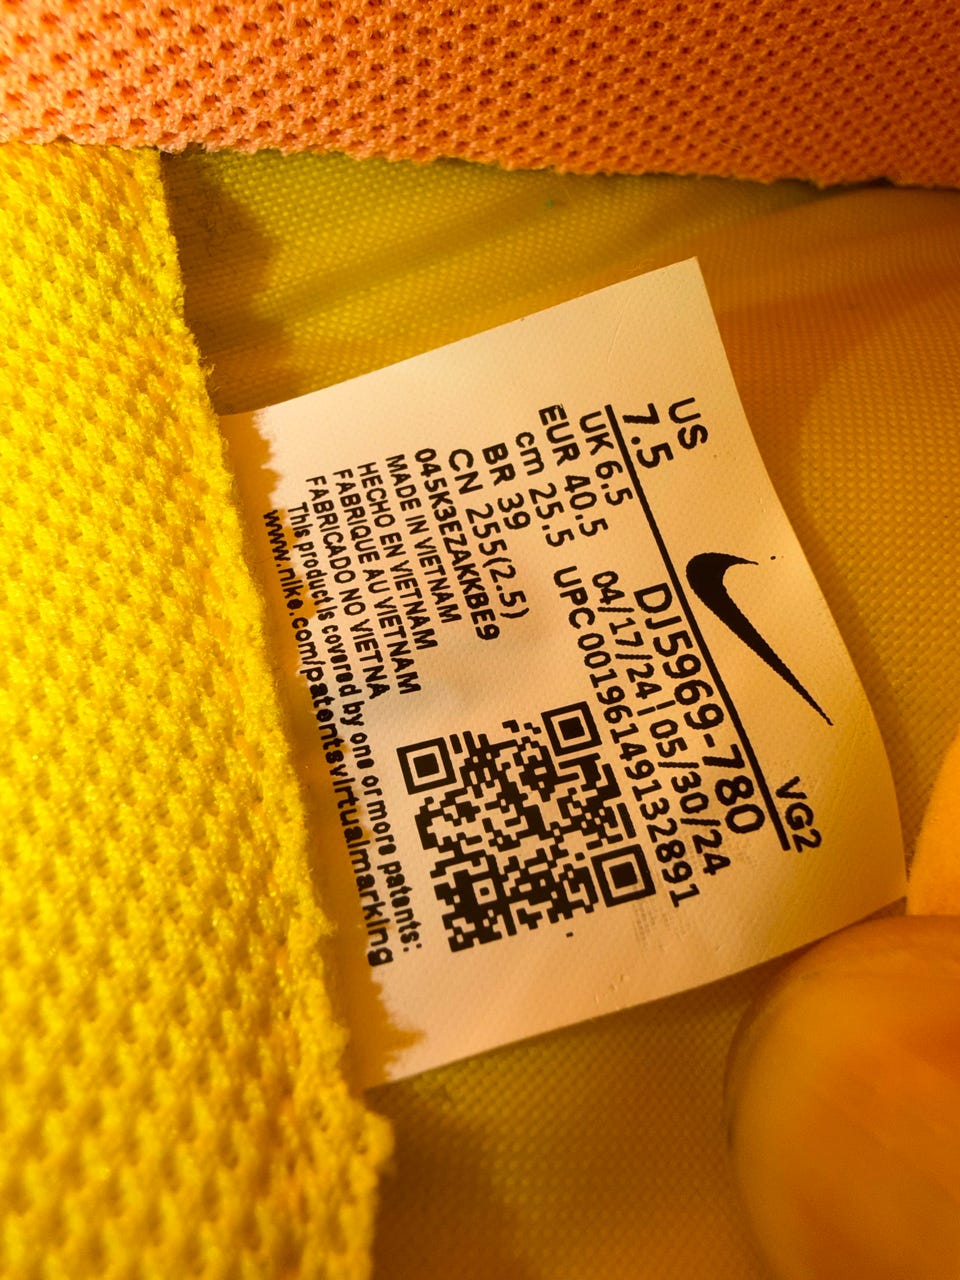 US
7.5
VG2
UK 6.5
DJ5969-780
EUR 40.5
04/17/24|05/30/24
cm 25.5
UPC 00196149132891
BR 39
CN 255(2.5)
045K3EZAKKBE9
MADE IN VIETNAM
HECHO EN VIETNAM
FABRIQUE AU VIETNAM
FABRICADO NO VIETNA
This product is covered by one or more patents:
www.nike.com/patentsvirtualmarking